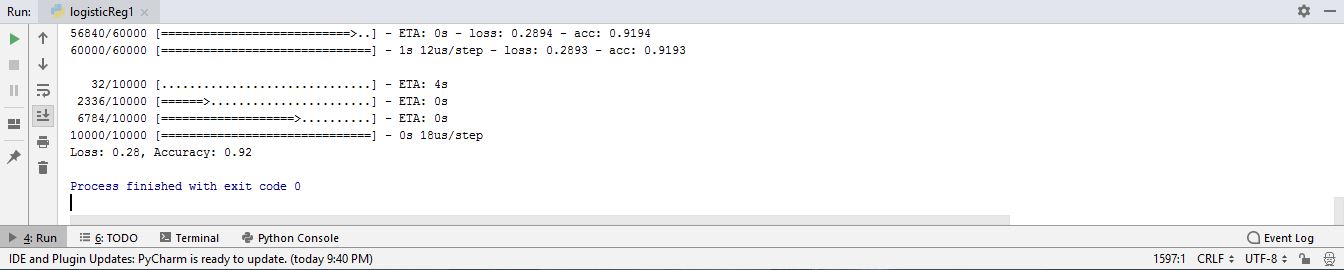 Run: logisticReg1
56840/60000 [============================>..] - ETA: 0s - loss: 0.2894 - acc: 0.9194
60000/60000 [==============================] - 1s 12us/step - loss: 0.2893 - acc: 0.9193
32/10000 [..............................] - ETA: 4s
2336/10000 [======>.......................] - ETA: 0s
6784/10000 [===================>..........] - ETA: 0s
10000/10000 [==============================] - 0s 18us/step
Loss: 0.28, Accuracy: 0.92
Process finished with exit code 0
4: Run 6: TODO Terminal Python Console Event Log
IDE and Plugin Updates: PyCharm is ready to update. (today 9:40 PM) 1597:1 CRLF UTF-8